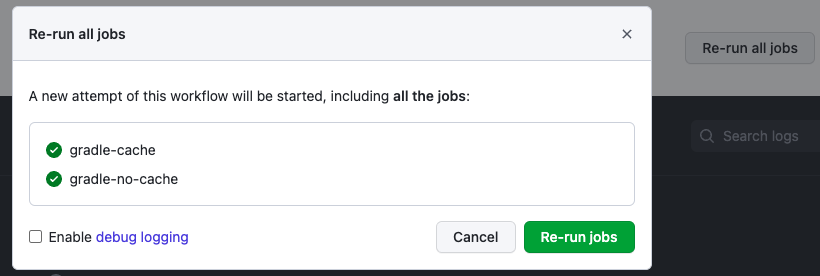 Re-run all jobs
Re-run all jobs
A new attempt of this workflow will be started, including all the jobs:
Search logs
gradle-cache
gradle-no-cache
Enable debug logging
Cancel
Re-run jobs